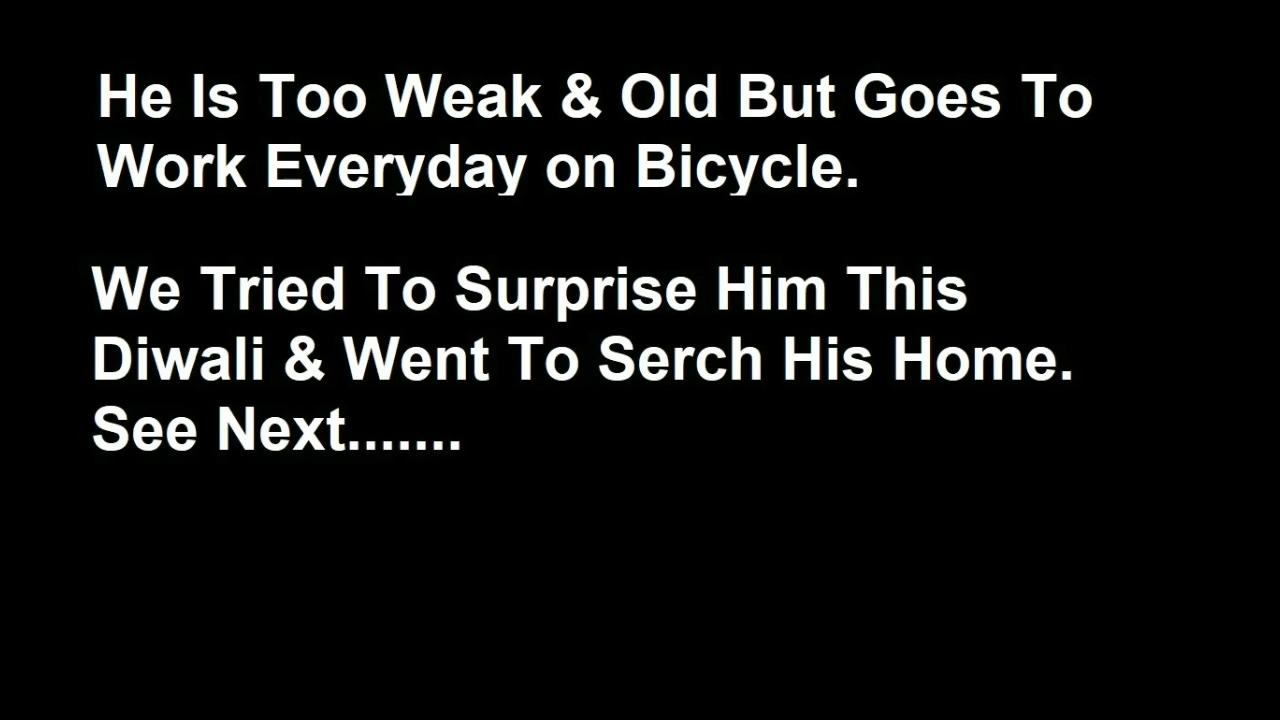 He Is Too Weak & Old But Goes To
Work Everyday on Bicycle.
We Tried To Surprise Him This
Diwali & Went To Serch His Home.
See Next.......